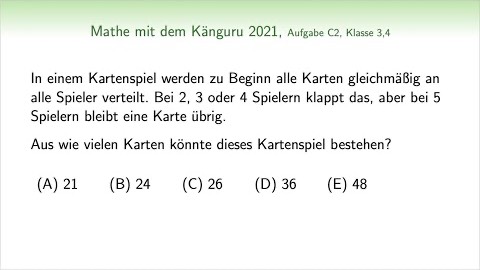 Mathe mit dem Känguru 2021, Aufgabe C2, Klasse 3,4
In einem Kartenspiel werden zu Beginn alle Karten gleichmäßig an
alle Spieler verteilt. Bei 2, 3 oder 4 Spielern klappt das, aber bei 5
Spielern bleibt eine Karte übrig.
Aus wie vielen Karten könnte dieses Kartenspiel bestehen?
(A) 21 (B) 24 (C) 26 (D) 36 (E) 48